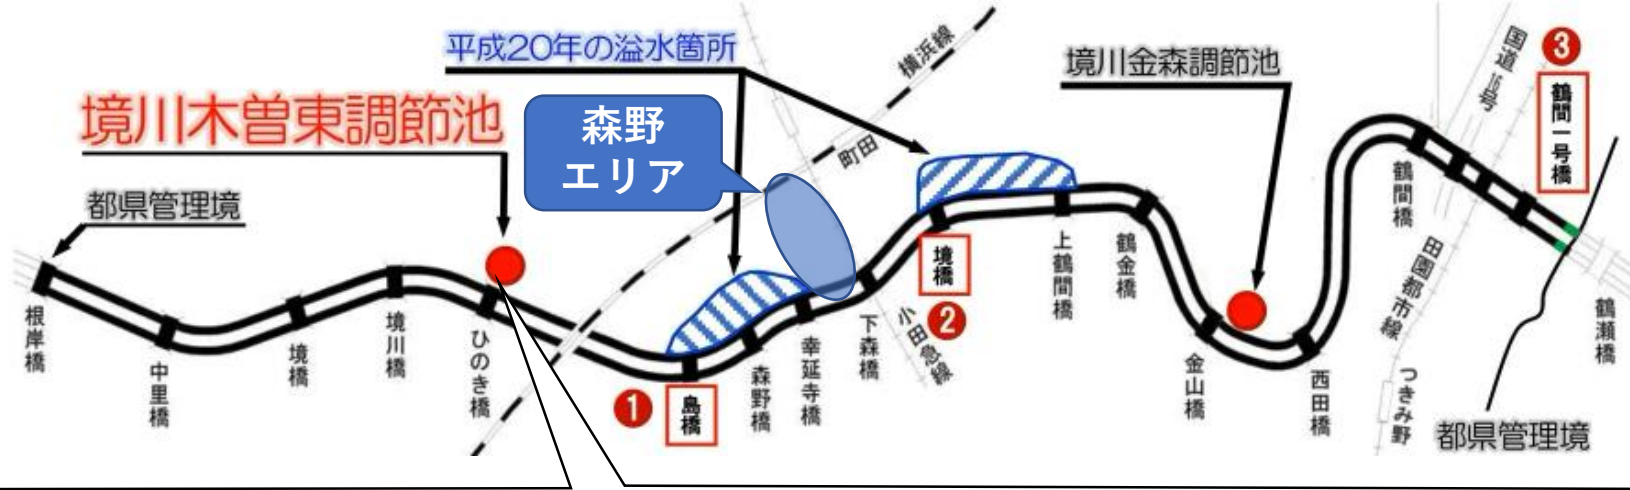 平成20年の溢水箇所
横浜線
境川金森調節池
国道16号
3
鶴間一号橋
境川木曽東調節池
森野
エリア
町田
都県管理境
根岸橋
中里橋
境橋
境川橋
ひのき橋
1
島橋
森野橋
幸延寺橋
下森橋
小田急線
境橋
2
上鶴間橋
鶴金橋
金山橋
西田橋
鶴間橋
田園都市線
つきみ野
鶴瀬橋
都県管理境